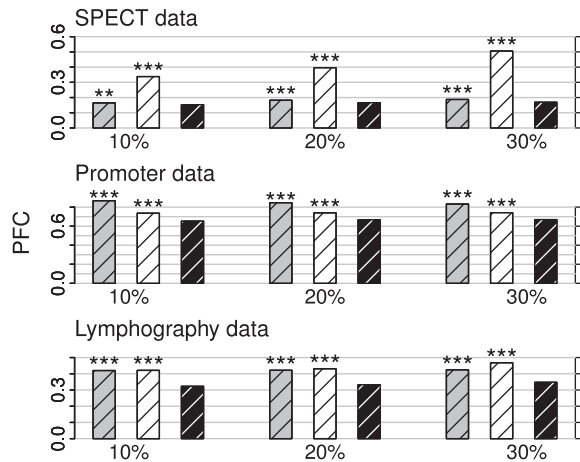 SPECT data
0.6
0.3
0.0
** *** *** *** *** ***
10% 20% 30%
Promoter data
PFC
0.6
0.0
*** *** *** *** *** ***
10% 20% 30%
Lymphography data
0.3
0.0
*** *** *** *** *** ***
10% 20% 30%